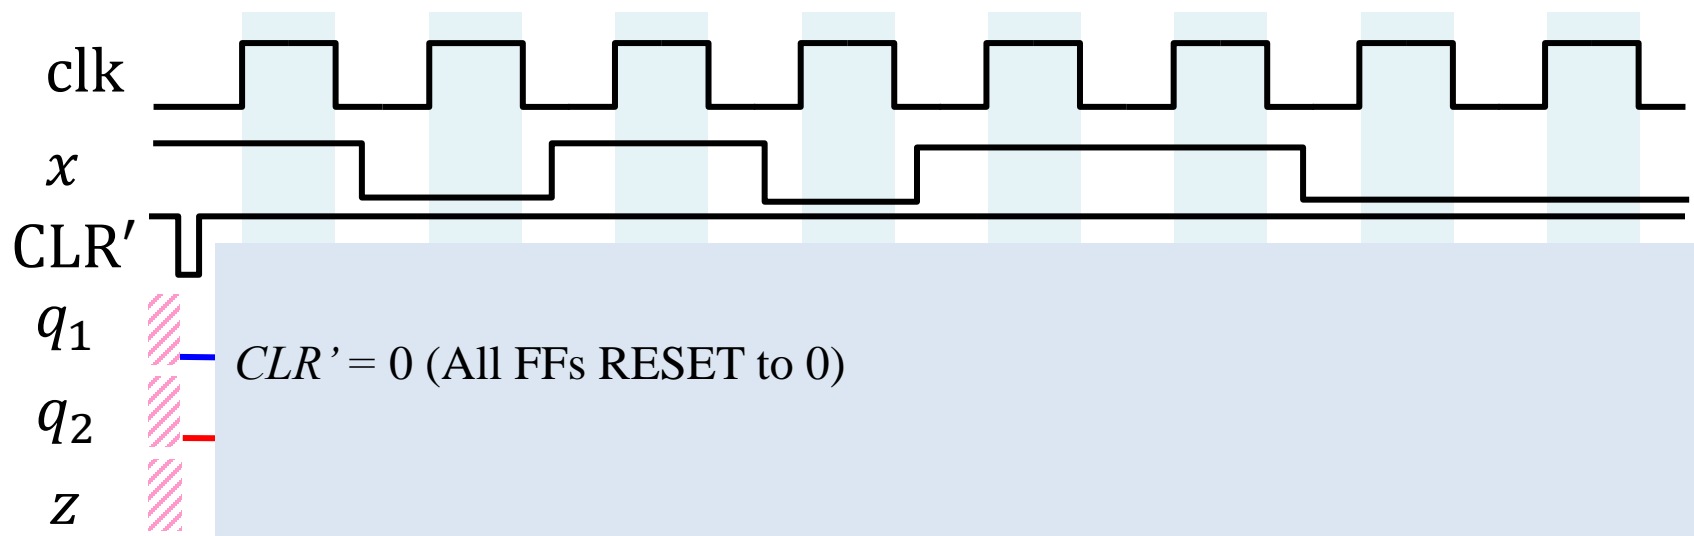 clk
x
CLR′
q₁
CLR’ = 0 (All FFs RESET to 0)
q₂
z